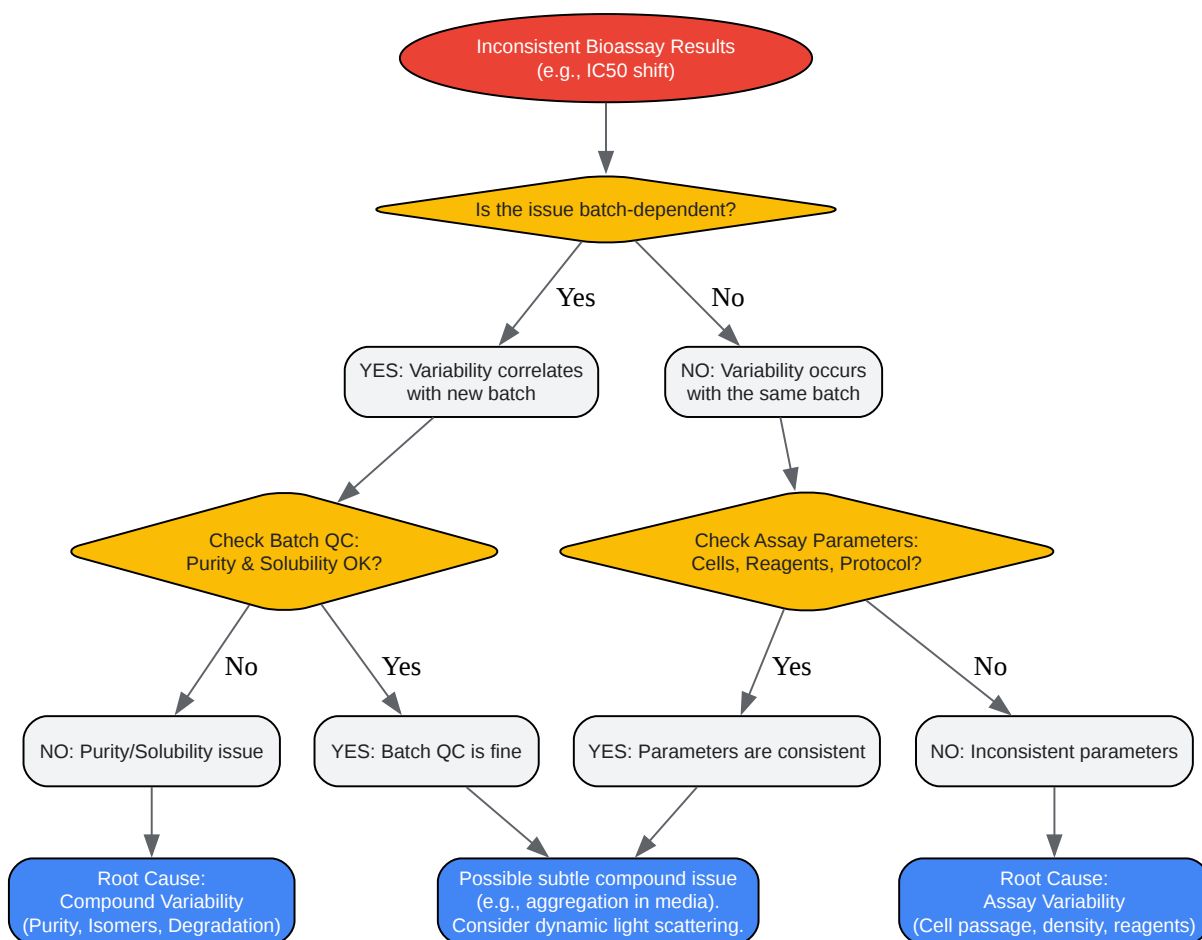 Inconsistent Bioassay Results
(e.g., IC50 shift)
Is the issue batch-dependent?
Yes
No
YES: Variability correlates
with new batch
NO: Variability occurs
with the same batch
Check Batch QC:
Purity & Solubility OK?
Check Assay Parameters:
Cells, Reagents, Protocol?
No
Yes
Yes
No
NO: Purity/Solubility issue
YES: Batch QC is fine
YES: Parameters are consistent
NO: Inconsistent parameters
Root Cause:
Compound Variability
(Purity, Isomers, Degradation)
Possible subtle compound issue
(e.g., aggregation in media).
Consider dynamic light scattering.
Root Cause:
Assay Variability
(Cell passage, density, reagents)